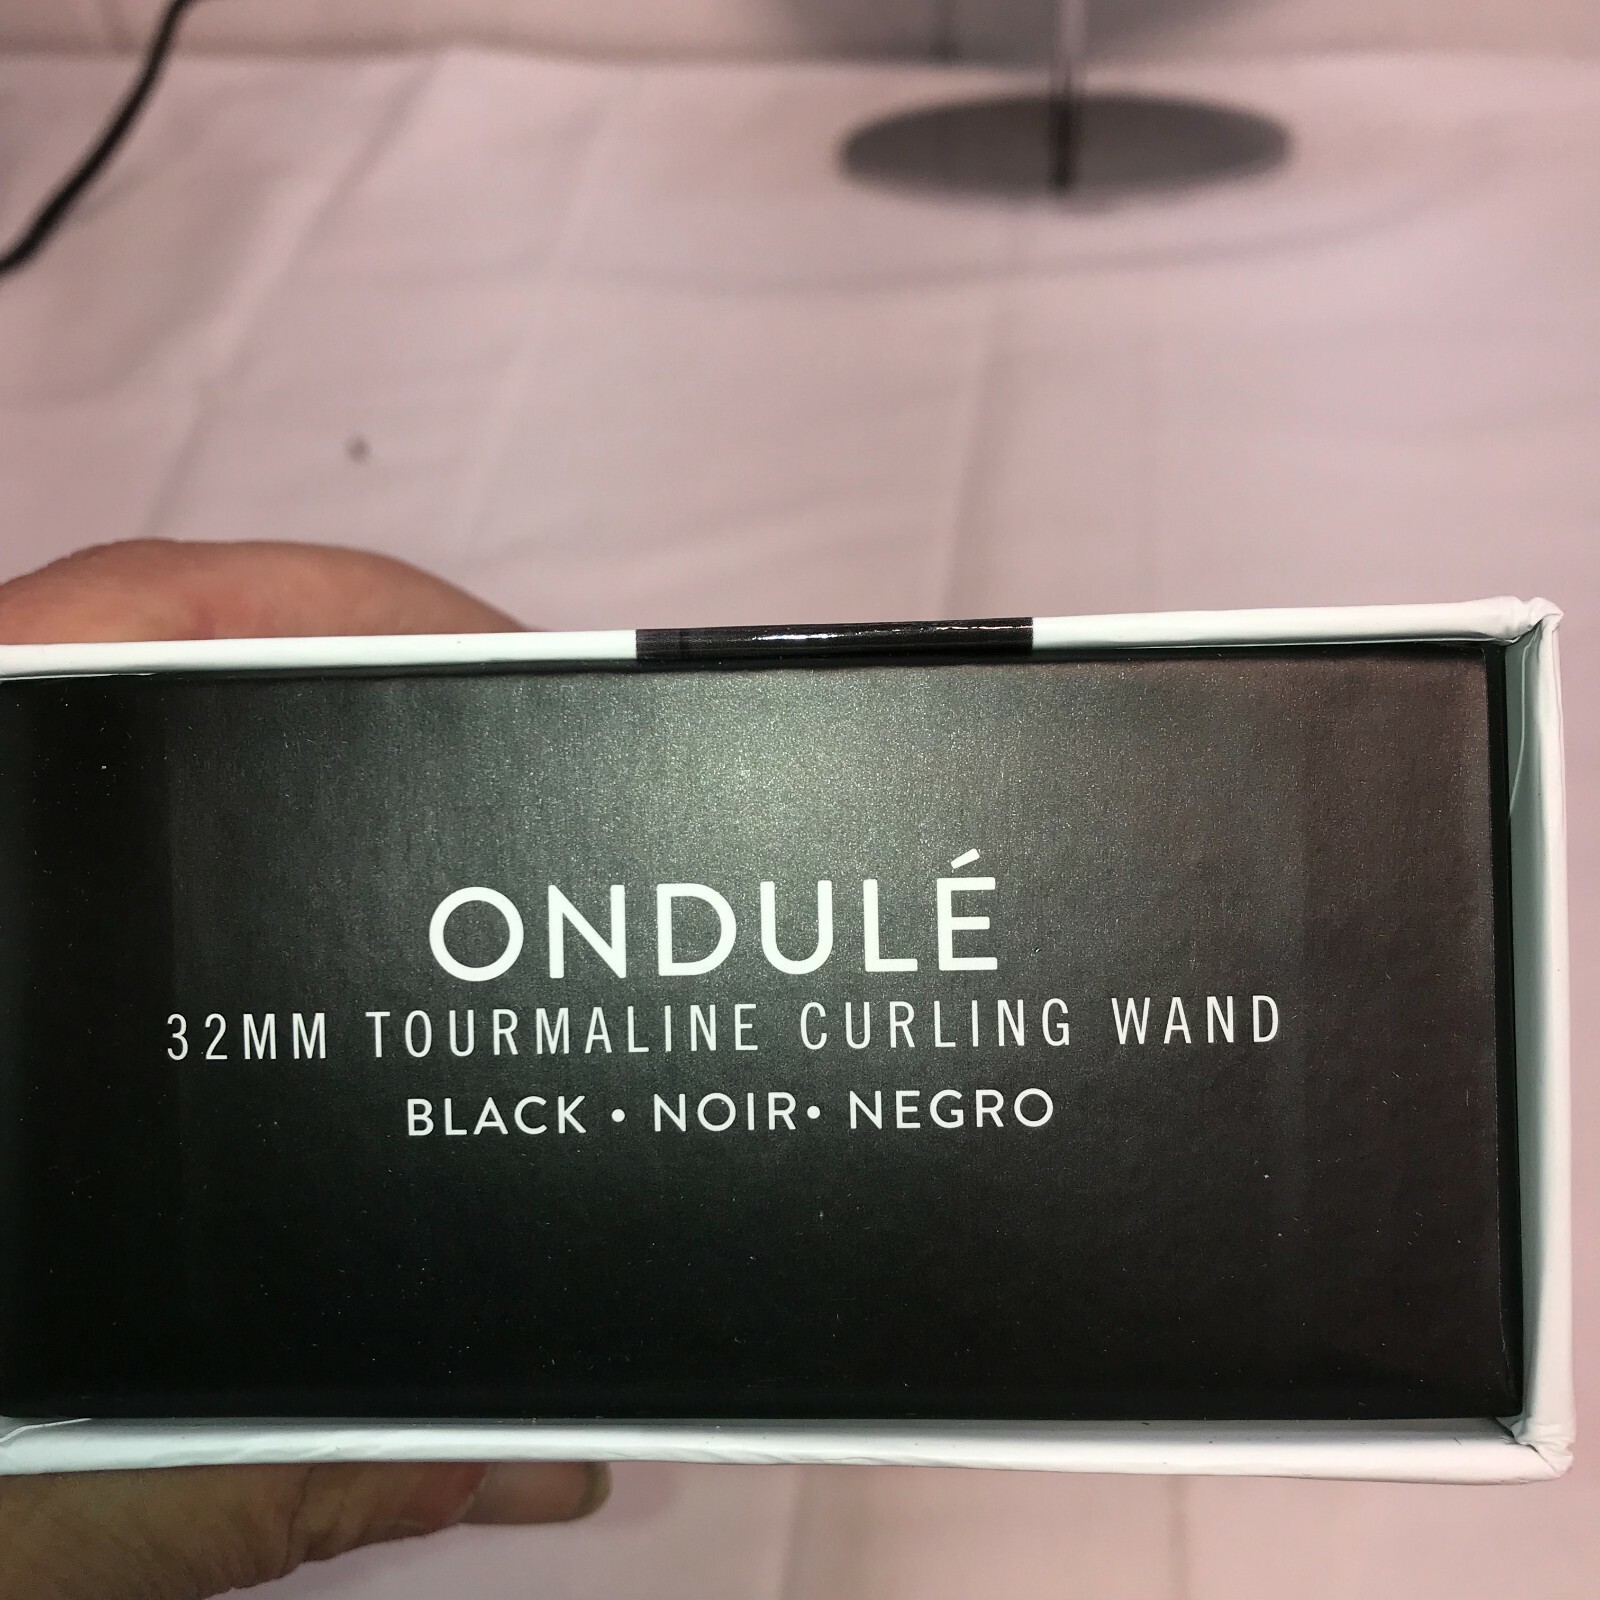 ONDULÉ
32MM TOURMALINE CURLING WAND
BLACK • NOIR• NEGRO